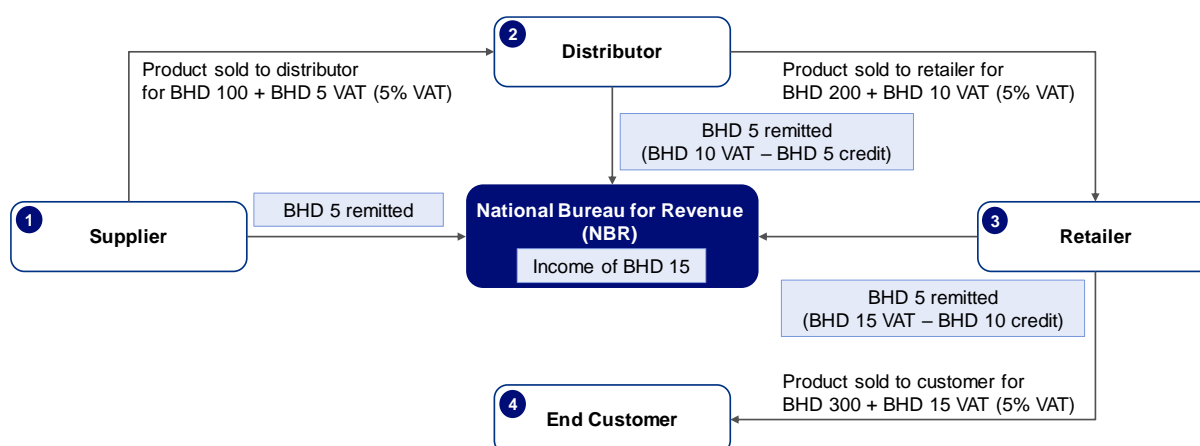 2
Distributor
Product sold to distributor
for BHD 100 + BHD 5 VAT (5% VAT)
Product sold to retailer for
BHD 200 + BHD 10 VAT (5% VAT)
BHD 5 remitted
(BHD 10 VAT – BHD 5 credit)
1
Supplier
BHD 5 remitted
National Bureau for Revenue
(NBR)
Income of BHD 15
3
Retailer
BHD 5 remitted
(BHD 15 VAT – BHD 10 credit)
Product sold to customer for
BHD 300 + BHD 15 VAT (5% VAT)
4
End Customer